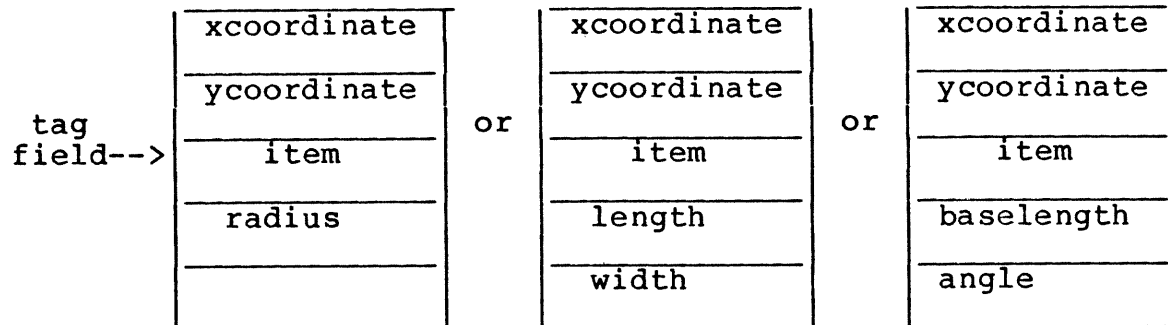 xcoordinate xcoordinate xcoordinate
ycoordinate ycoordinate ycoordinate
tag or or
field--> item item item
radius length baselength
width angle